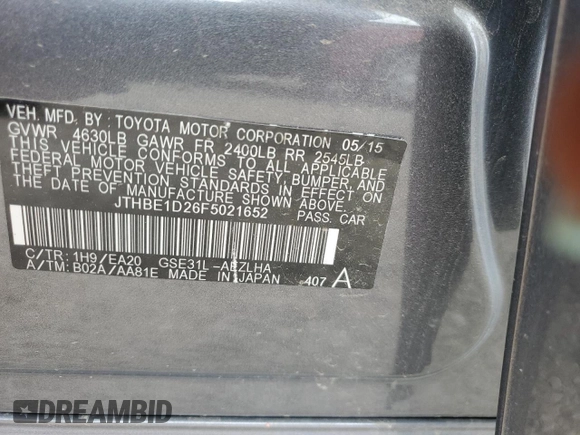 VEH. MFD. BY : TOYOTA MOTOR CORPORATION 05/15
GVWR 4630LB GAWR FR 2400LB RR 2545LB
THIS VEHICLE CONFORMS TO ALL APPLICABLE
FEDERAL MOTOR VEHICLE SAFETY,BUMPER,AND
THEFT PREVENTION STANDARDS IN EFFECT ON
THE DATE OF MANUFACTURE SHOWN ABOVE.
JTHBE1D26F5021652 PASS. CAR
C/TR: 1H9/EA20 GSE31L -AEZLHA
A/TM: B02A/AA81E MADE IN JAPAN 407 A
DREAMBID